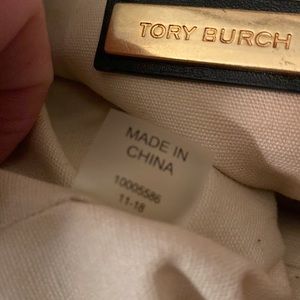 TORY BURCH
MADE IN
CHINA
10005586
11-18